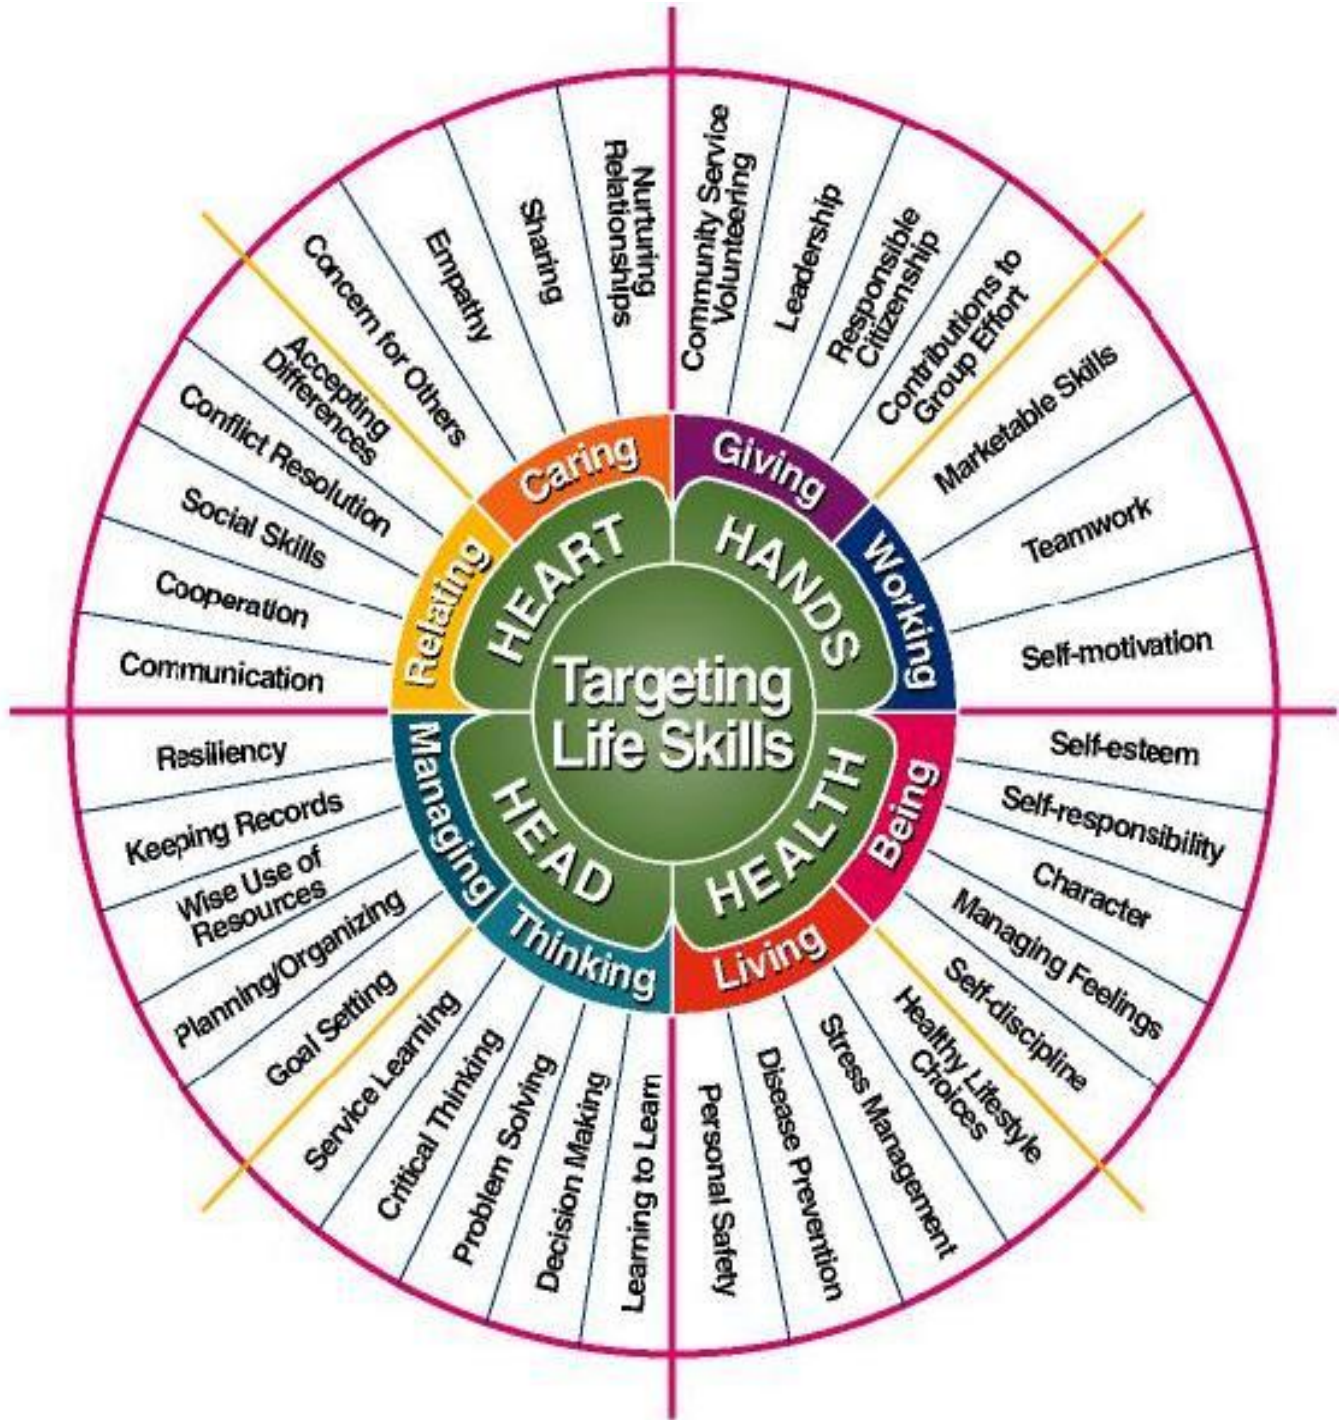 Targeting
Life Skills
HEART
HANDS
HEALTH
HEAD
Caring
Giving
Working
Being
Living
Thinking
Managing
Relating
Community Service
Volunteering
Leadership
Responsible
Citizenship
Contributions to
Group Effort
Marketable Skills
Teamwork
Self-motivation
Self-esteem
Self-responsibility
Character
Managing Feelings
Self-discipline
Healthy Lifestyle
Choices
Stress Management
Disease Prevention
Personal Safety
Learning to Learn
Decision Making
Problem Solving
Critical Thinking
Service Learning
Goal Setting
Planning/Organizing
Wise Use of
Resources
Keeping Records
Resiliency
Communication
Cooperation
Social Skills
Conflict Resolution
Accepting
Differences
Concern for Others
Empathy
Sharing
Nurturing
Relationships